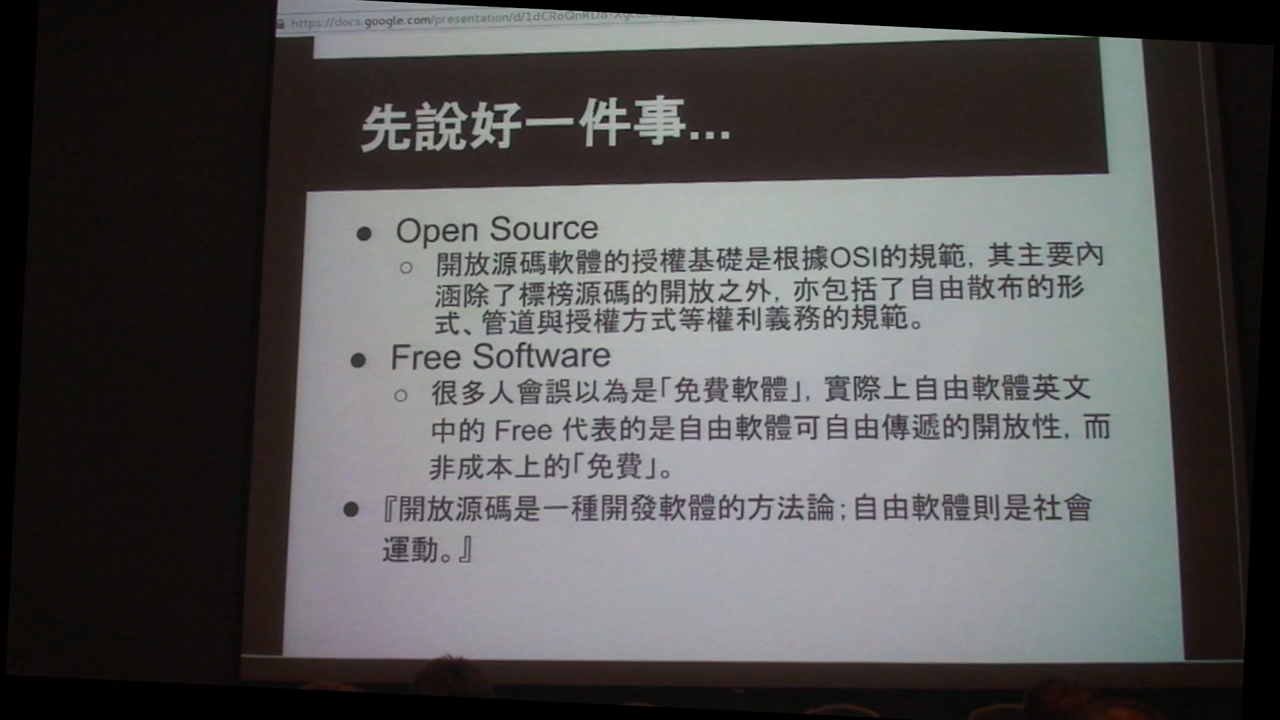 https://docs.google.com/presentation/d/1dCRoQnRD8-
先說好一件事...
● Open Source
○ 開放源碼軟體的授權基礎是根據OSI的規範，其主要內
涵除了標榜源碼的開放之外，亦包括了自由散布的形
式、管道與授權方式等權利義務的規範。
● Free Software
○ 很多人會誤以為是「免費軟體」，實際上自由軟體英文
中的 Free 代表的是自由軟體可自由傳遞的開放性，而
非成本上的「免費」。
● 『開放源碼是一種開發軟體的方法論；自由軟體則是社會
運動。』